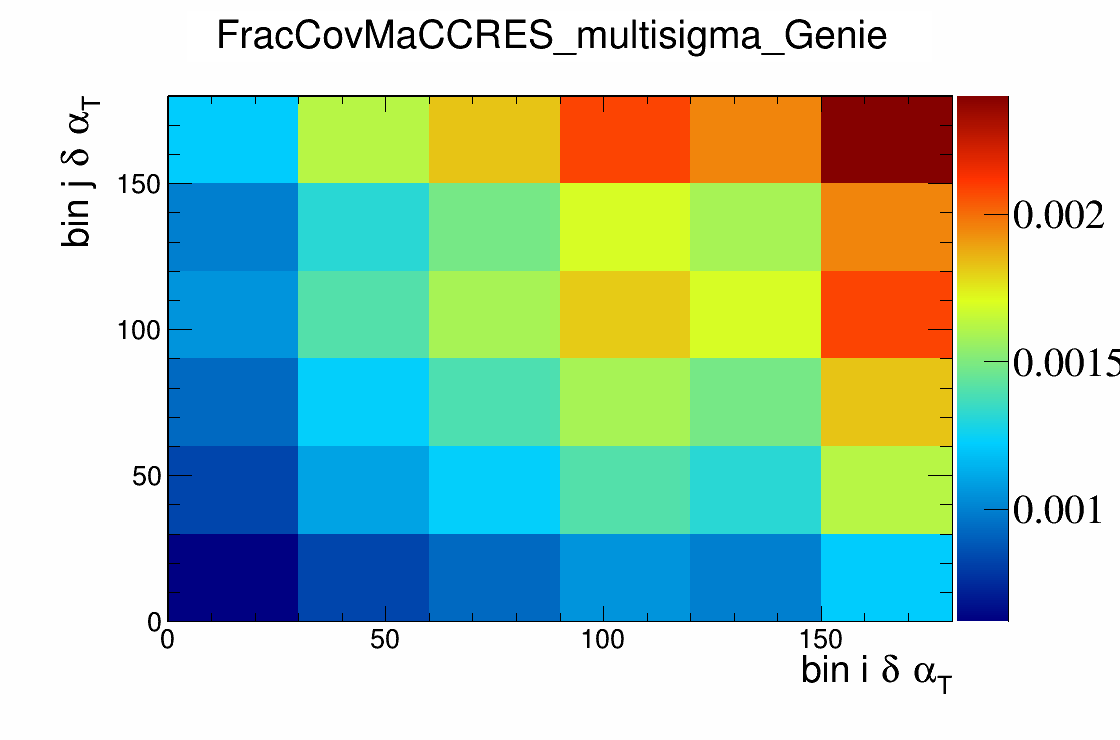 FracCovMaCCRES_multisigma_Genie
bin j δ α_T
150
100
50
0
0 50 100 150
bin i δ α_T
0.002
0.0015
0.001